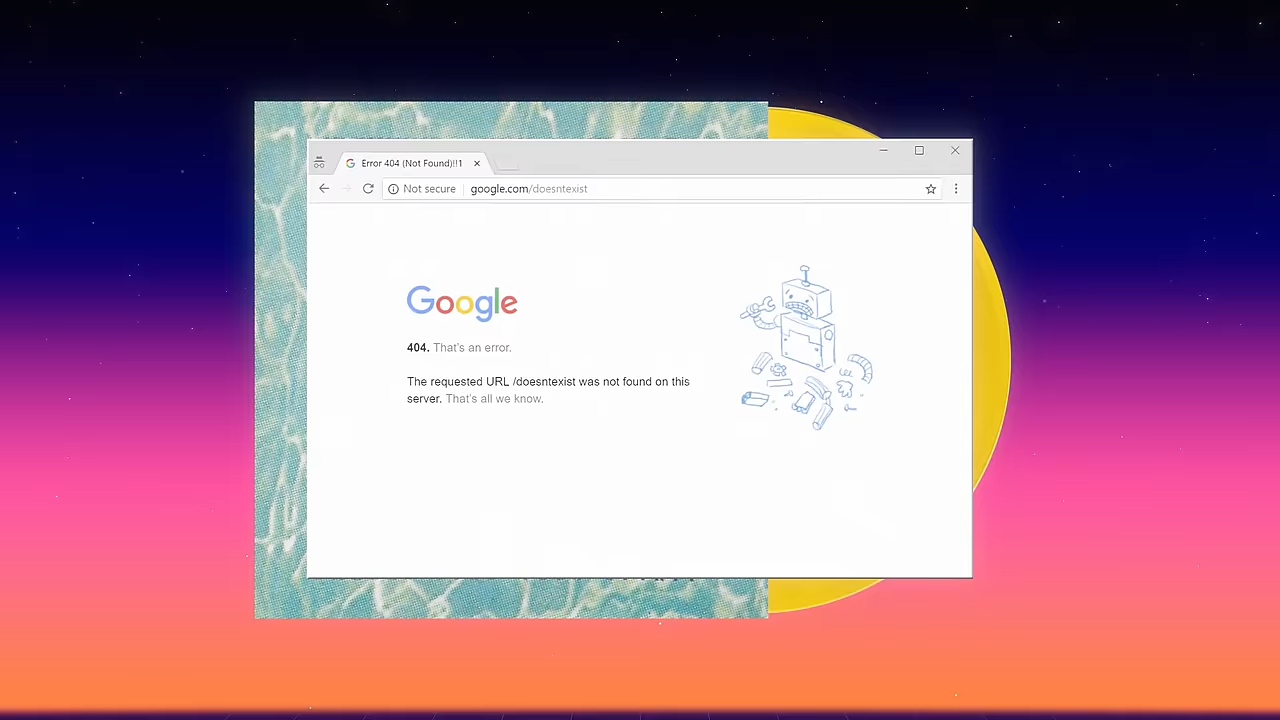 Error 404 (Not Found)!!1
Not secure google.com/doesntexist
Google
404. That's an error.
The requested URL /doesntexist was not found on this
server. That's all we know.